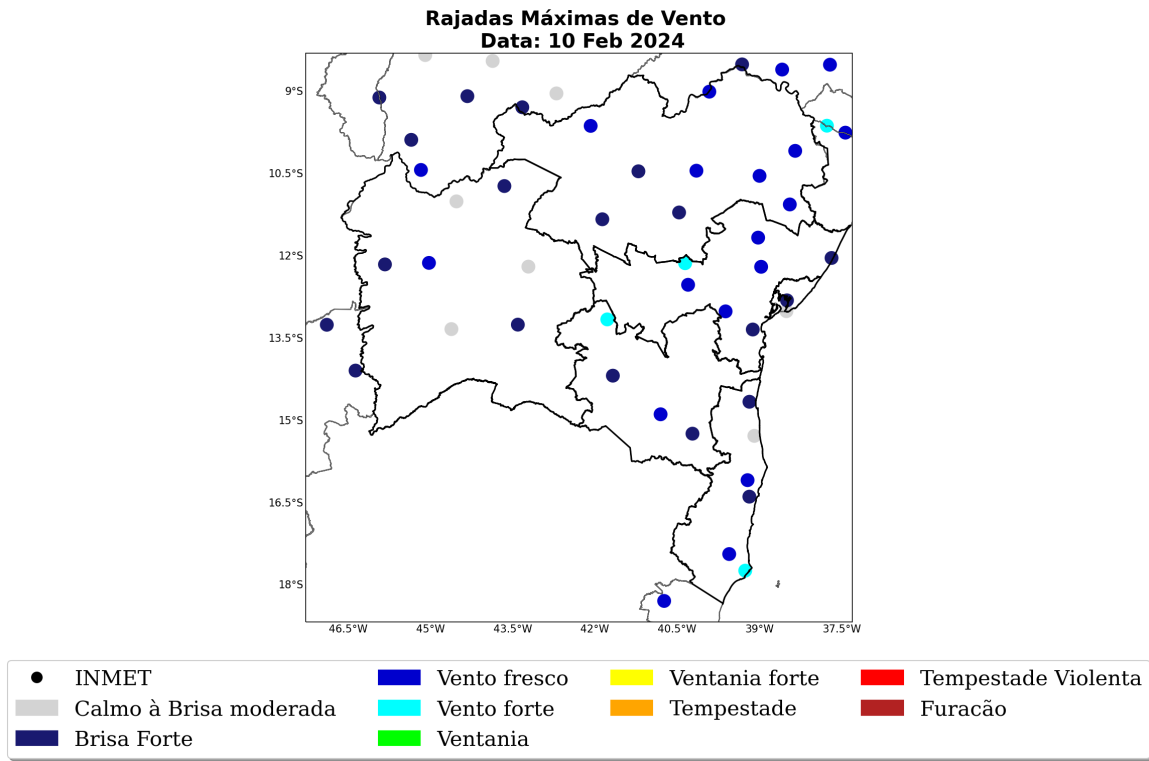 Rajadas Máximas de Vento
Data: 10 Feb 2024
9°S
10.5°S
12°S
13.5°S
15°S
16.5°S
18°S
46.5°W 45°W 43.5°W 42°W 40.5°W 39°W 37.5°W
INMET Vento fresco Ventania forte Tempestade Violenta
Calmo à Brisa moderada Vento forte Tempestade Furacão
Brisa Forte Ventania